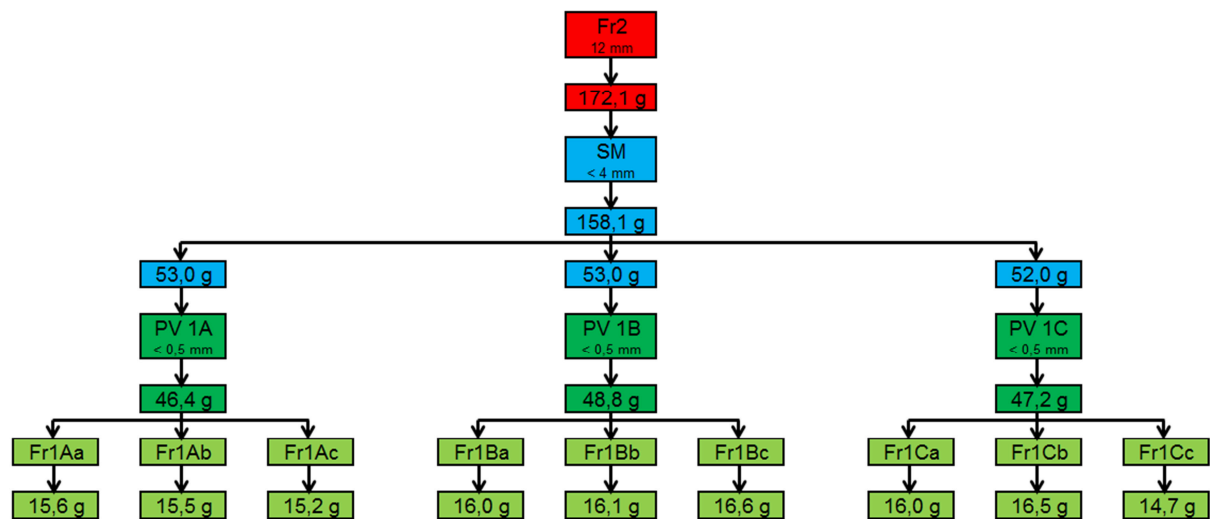 Fr2
12 mm
172,1 g
SM
< 4 mm
158,1 g
53,0 g
53,0 g
52,0 g
PV 1A
< 0,5 mm
PV 1B
< 0,5 mm
PV 1C
< 0,5 mm
46,4 g
48,8 g
47,2 g
Fr1Aa
Fr1Ab
Fr1Ac
Fr1Ba
Fr1Bb
Fr1Bc
Fr1Ca
Fr1Cb
Fr1Cc
15,6 g
15,5 g
15,2 g
16,0 g
16,1 g
16,6 g
16,0 g
16,5 g
14,7 g